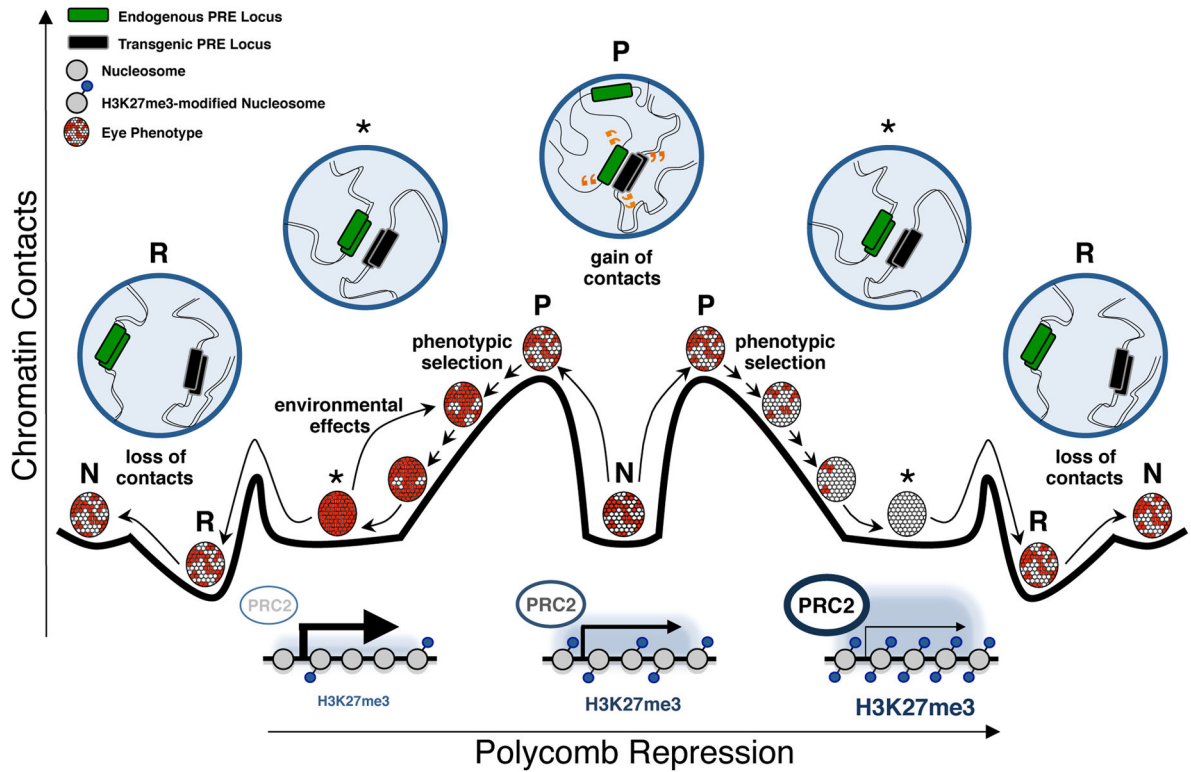 Endogenous PRE Locus
Transgenic PRE Locus
Nucleosome
H3K27me3-modified Nucleosome
Eye Phenotype
Chromatin Contacts
P
*
*
gain of
contacts
R
R
P
P
phenotypic
selection
phenotypic
selection
environmental
effects
loss of
contacts
loss of
contacts
N
*
N
*
N
R
R
PRC2
PRC2
PRC2
H3K27me3
H3K27me3
H3K27me3
Polycomb Repression